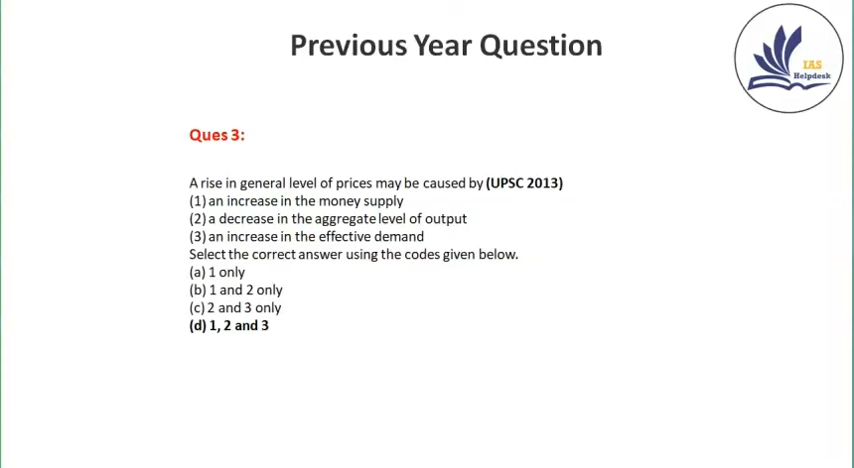 Previous Year Question
IAS
Helpdesk
Ques 3:
A rise in general level of prices may be caused by (UPSC 2013)
(1) an increase in the money supply
(2) a decrease in the aggregate level of output
(3) an increase in the effective demand
Select the correct answer using the codes given below.
(a) 1 only
(b) 1 and 2 only
(c) 2 and 3 only
(d) 1, 2 and 3